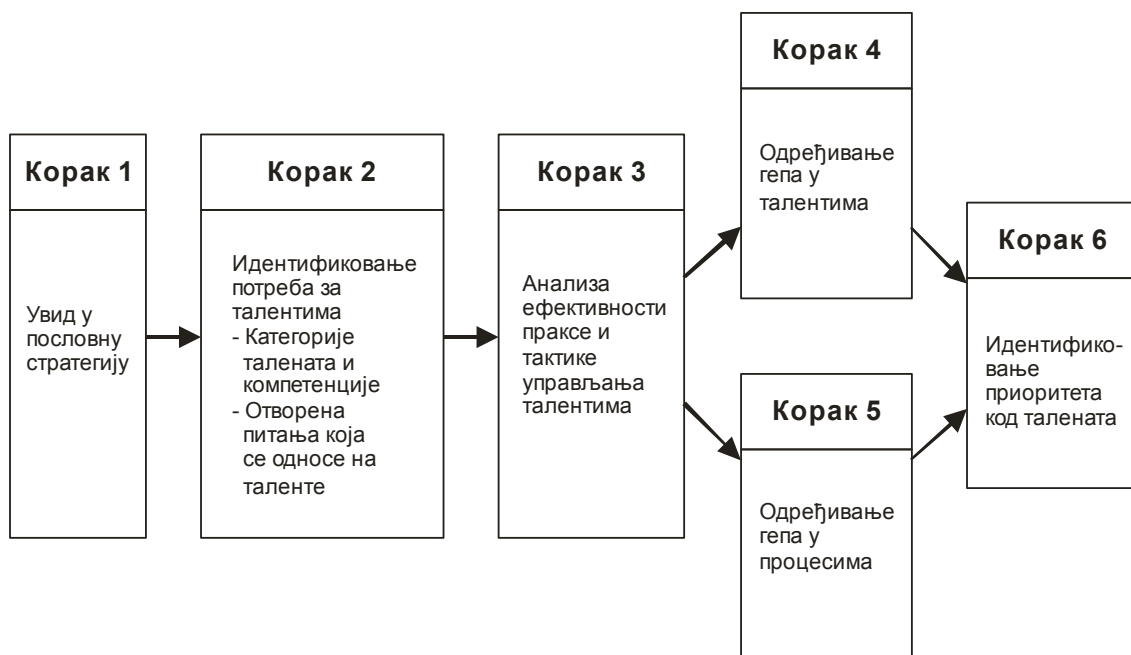 Корак 1
Увид у
пословну
стратегију
Корак 2
Идентификовање
потреба за
талентима
- Категорије
талената и
компетенције
- Отворена
питања која
се односе на
таленте
Корак 3
Анализа
ефективности
праксе и
тактике
управљања
талентима
Корак 4
Одређивање
гепа у
талентима
Корак 5
Одређивање
гепа у
процесима
Корак 6
Идентифико-
вање
приоритета
код талената